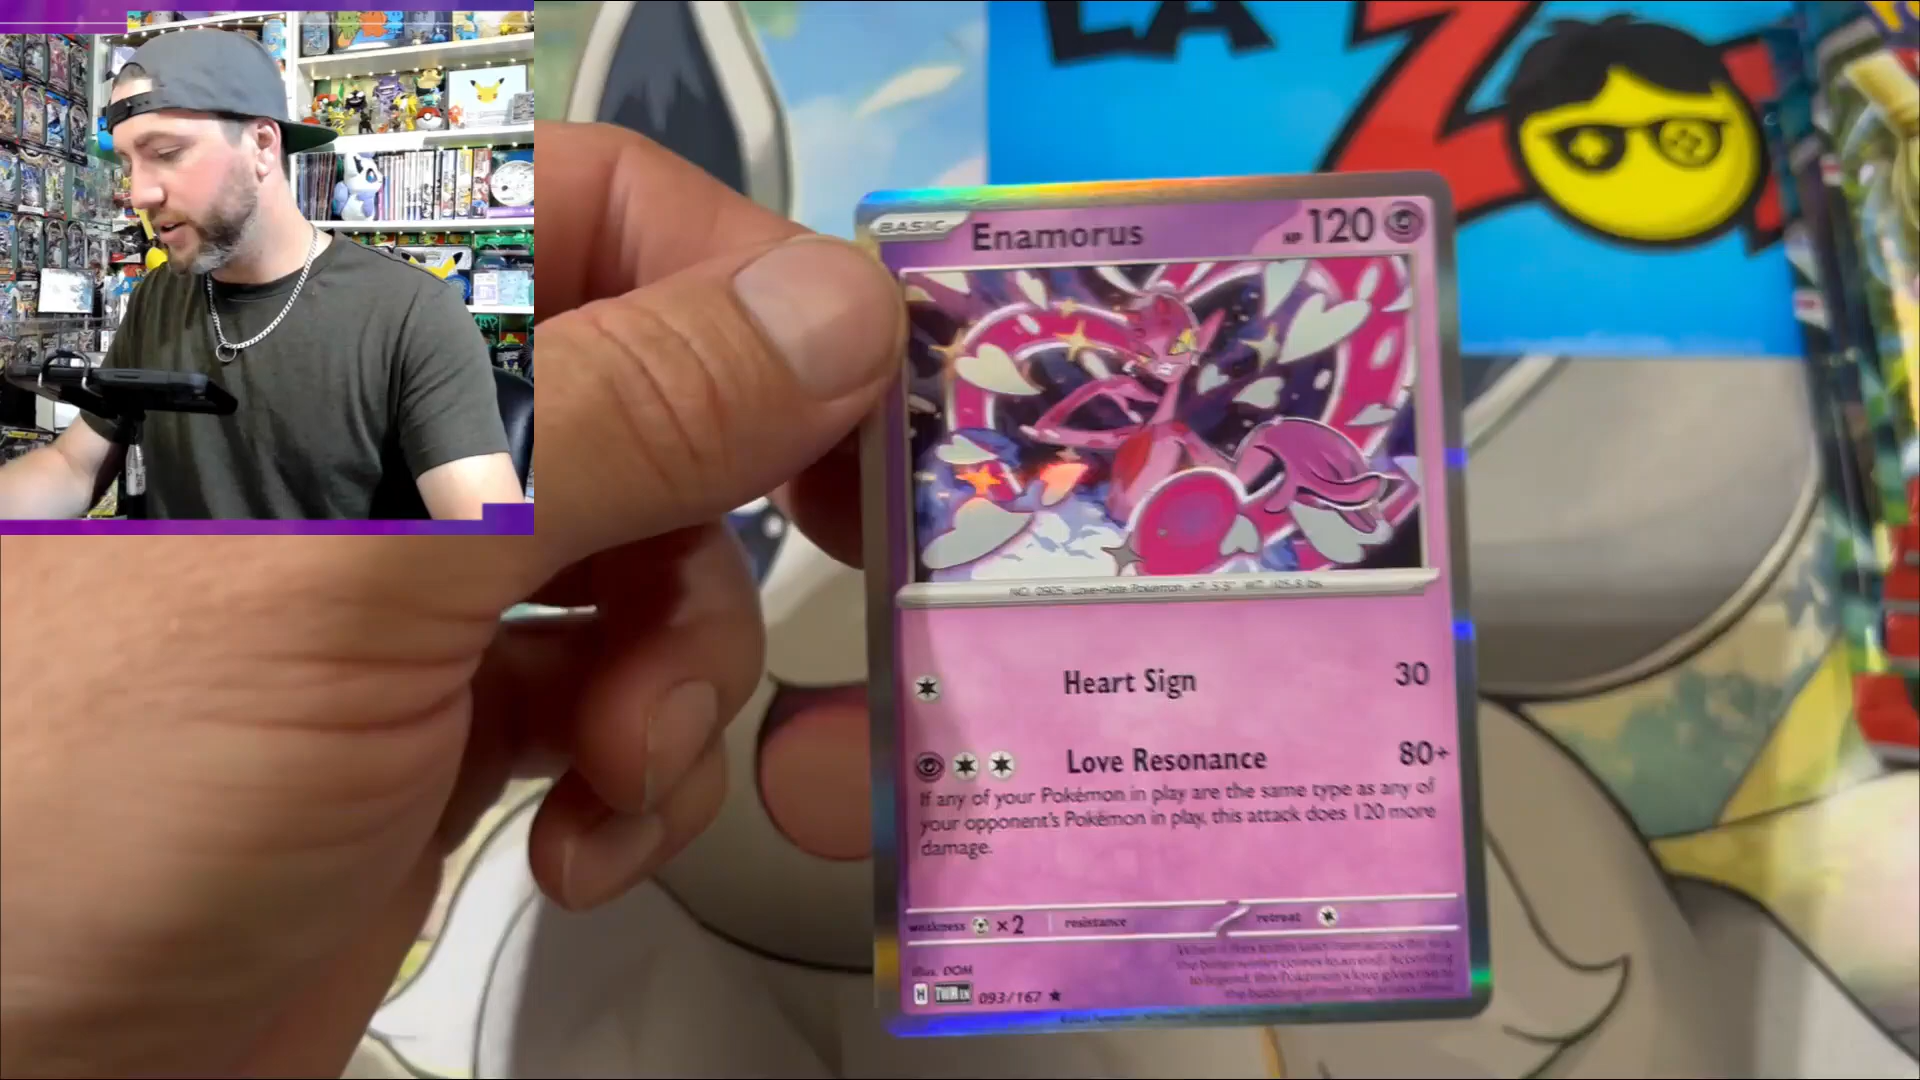 LA
ZO
BASIC Enamorus HP 120
NO. 0905 Love-Hate Pokémon HT: 5'3" WT: 105.8 lbs
Heart Sign 30
Love Resonance 80+
If any of your Pokémon in play are the same type as any of
your opponent's Pokémon in play, this attack does 120 more
damage.
weakness ×2 resistance retreat
illus. DOM
H TWM EN 093/167 ★